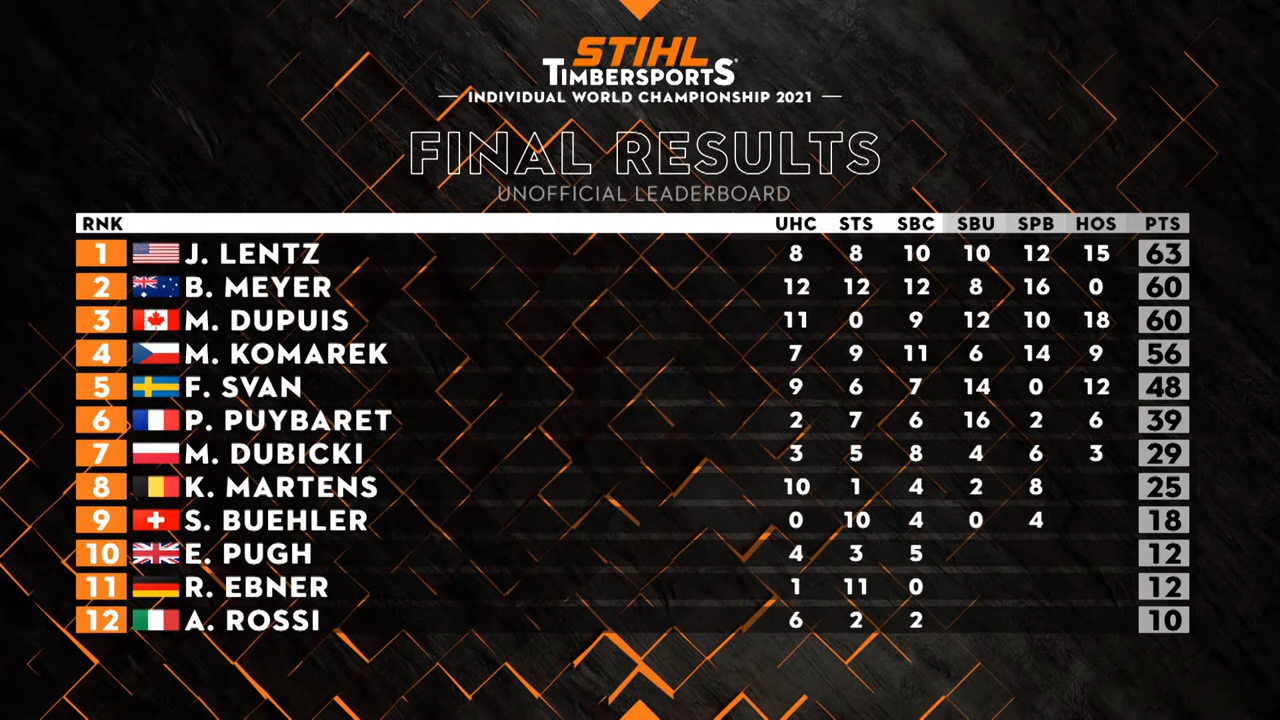 STIHL
TIMBERSPORTS®
INDIVIDUAL WORLD CHAMPIONSHIP 2021
FINAL RESULTS
UNOFFICIAL LEADERBOARD
RNK UHC STS SBC SBU SPB HOS PTS
1 J. LENTZ 8 8 10 10 12 15 63
2 B. MEYER 12 12 12 8 16 0 60
3 M. DUPUIS 11 0 9 12 10 18 60
4 M. KOMAREK 7 9 11 6 14 9 56
5 F. SVAN 9 6 7 14 0 12 48
6 P. PUYBARET 2 7 6 16 2 6 39
7 M. DUBICKI 3 5 8 4 6 3 29
8 K. MARTENS 10 1 4 2 8 25
9 S. BUEHLER 0 10 4 0 4 18
10 E. PUGH 4 3 5 12
11 R. EBNER 1 11 0 12
12 A. ROSSI 6 2 2 10